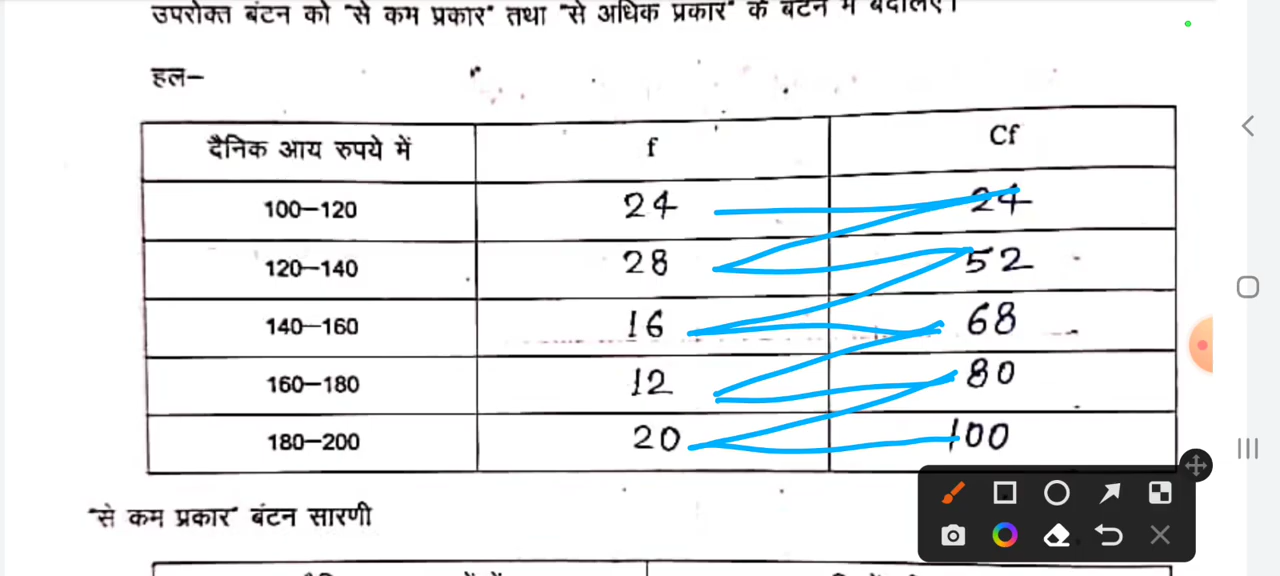 उपरोक्त बंटन को "से कम प्रकार" तथा "से अधिक प्रकार" के बंटन में बदलिए।
हल–
दैनिक आय रुपये में f Cf
100–120 24 24
120–140 28 52
140–160 16 68
160–180 12 80
180–200 20 100
"से कम प्रकार" बंटन सारणी